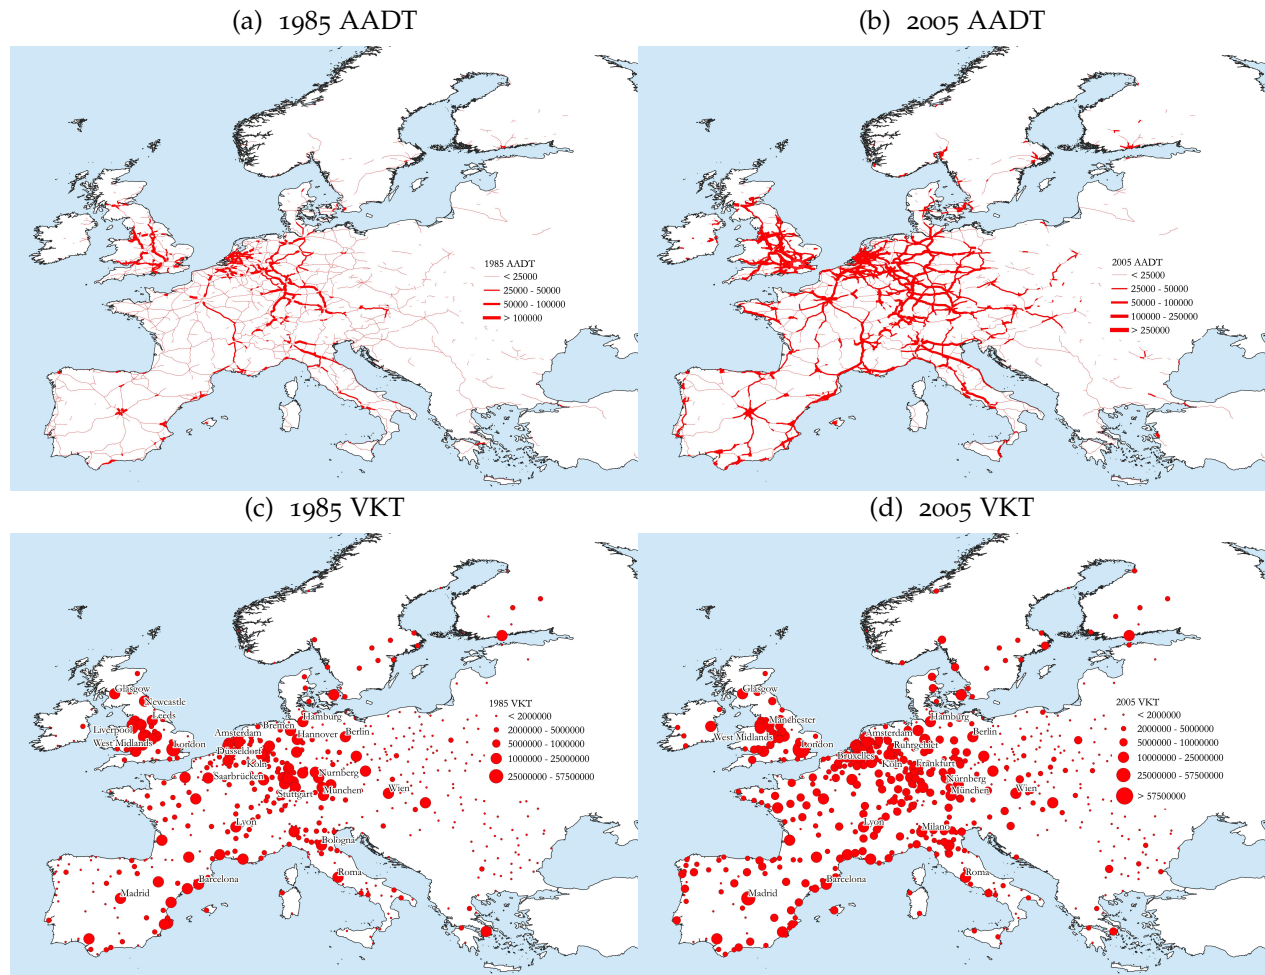 (a) 1985 AADT
(b) 2005 AADT
1985 AADT
< 25000
25000 - 50000
50000 - 100000
> 100000
2005 AADT
< 25000
25000 - 50000
50000 - 100000
100000 - 250000
> 250000
(c) 1985 VKT
(d) 2005 VKT
Glasgow
Newcastle
Leeds
Liverpool
West Midlands
London
Hamburg
Bremen
Hannover
Berlin
Amsterdam
Dusseldorf
Köln
Saarbrücken
Nurnberg
Stuttgart
München
Wien
Lyon
Bologna
Roma
Barcelona
Madrid
1985 VKT
< 2000000
2000000 - 5000000
5000000 - 1000000
1000000 - 25000000
25000000 - 57500000
Glasgow
Manchester
West Midlands
London
Hamburg
Berlin
Amsterdam
Ruhrgebiet
Bruxelles
Köln
Frankfurt
Nürnberg
München
Wien
Lyon
Milano
Roma
Barcelona
Madrid
2005 VKT
< 2000000
2000000 - 5000000
5000000 - 10000000
10000000 - 25000000
25000000 - 57500000
> 57500000